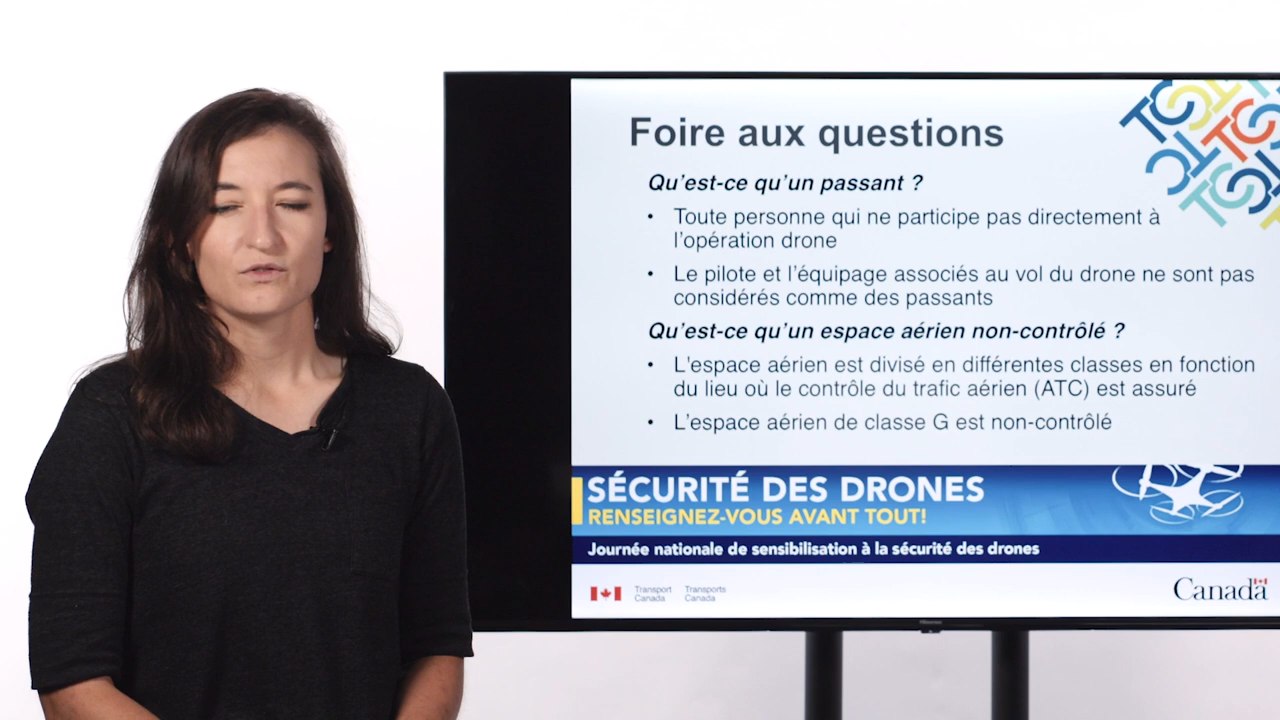 Foire aux questions
Qu'est-ce qu'un passant ?
• Toute personne qui ne participe pas directement à
l'opération drone
• Le pilote et l'équipage associés au vol du drone ne sont pas
considérés comme des passants
Qu'est-ce qu'un espace aérien non-contrôlé ?
• L'espace aérien est divisé en différentes classes en fonction
du lieu où le contrôle du trafic aérien (ATC) est assuré
• L'espace aérien de classe G est non-contrôlé
SÉCURITÉ DES DRONES
RENSEIGNEZ-VOUS AVANT TOUT!
Journée nationale de sensibilisation à la sécurité des drones
Transport Canada
Transports Canada
Canada
Hisense